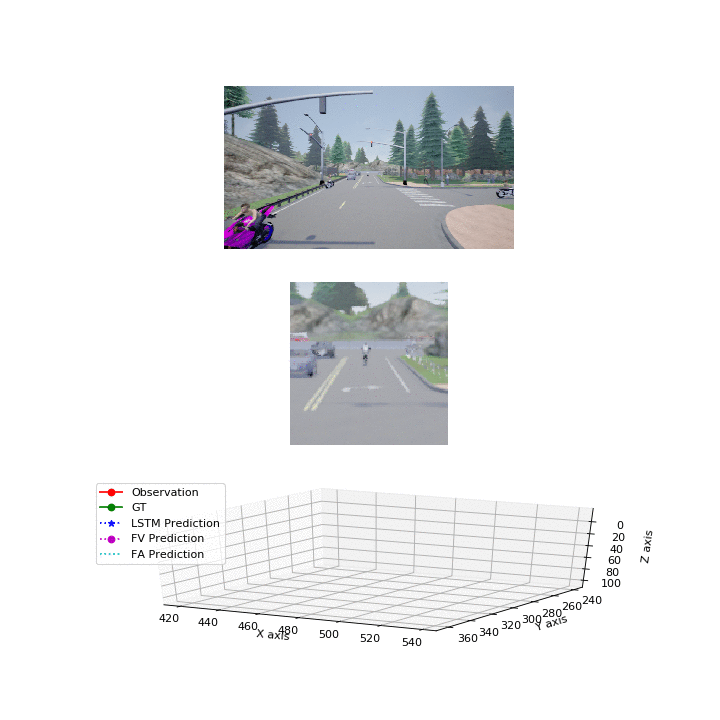 Observation
GT
LSTM Prediction
FV Prediction
FA Prediction
0
20
40
60
80
100
Z axis
420
440
460
480
500
520
540
X axis
360
340
320
300
280
260
240
Y axis